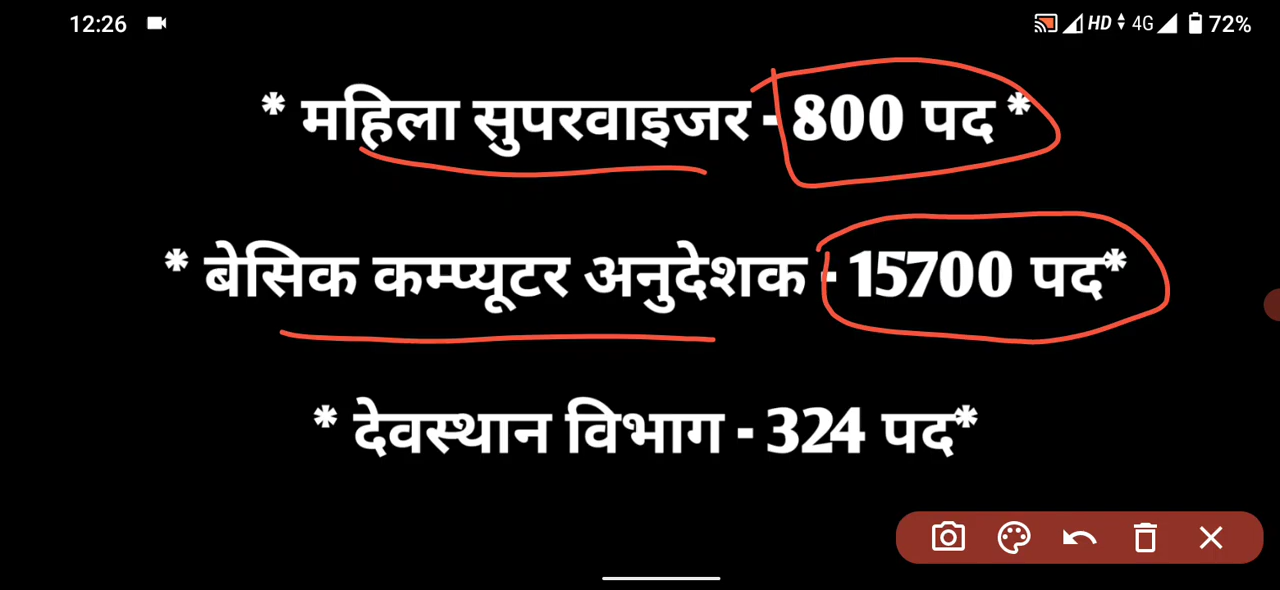 12:26 HD 4G 72%
* महिला सुपरवाइजर - 800 पद *
* बेसिक कम्प्यूटर अनुदेशक - 15700 पद*
* देवस्थान विभाग - 324 पद*